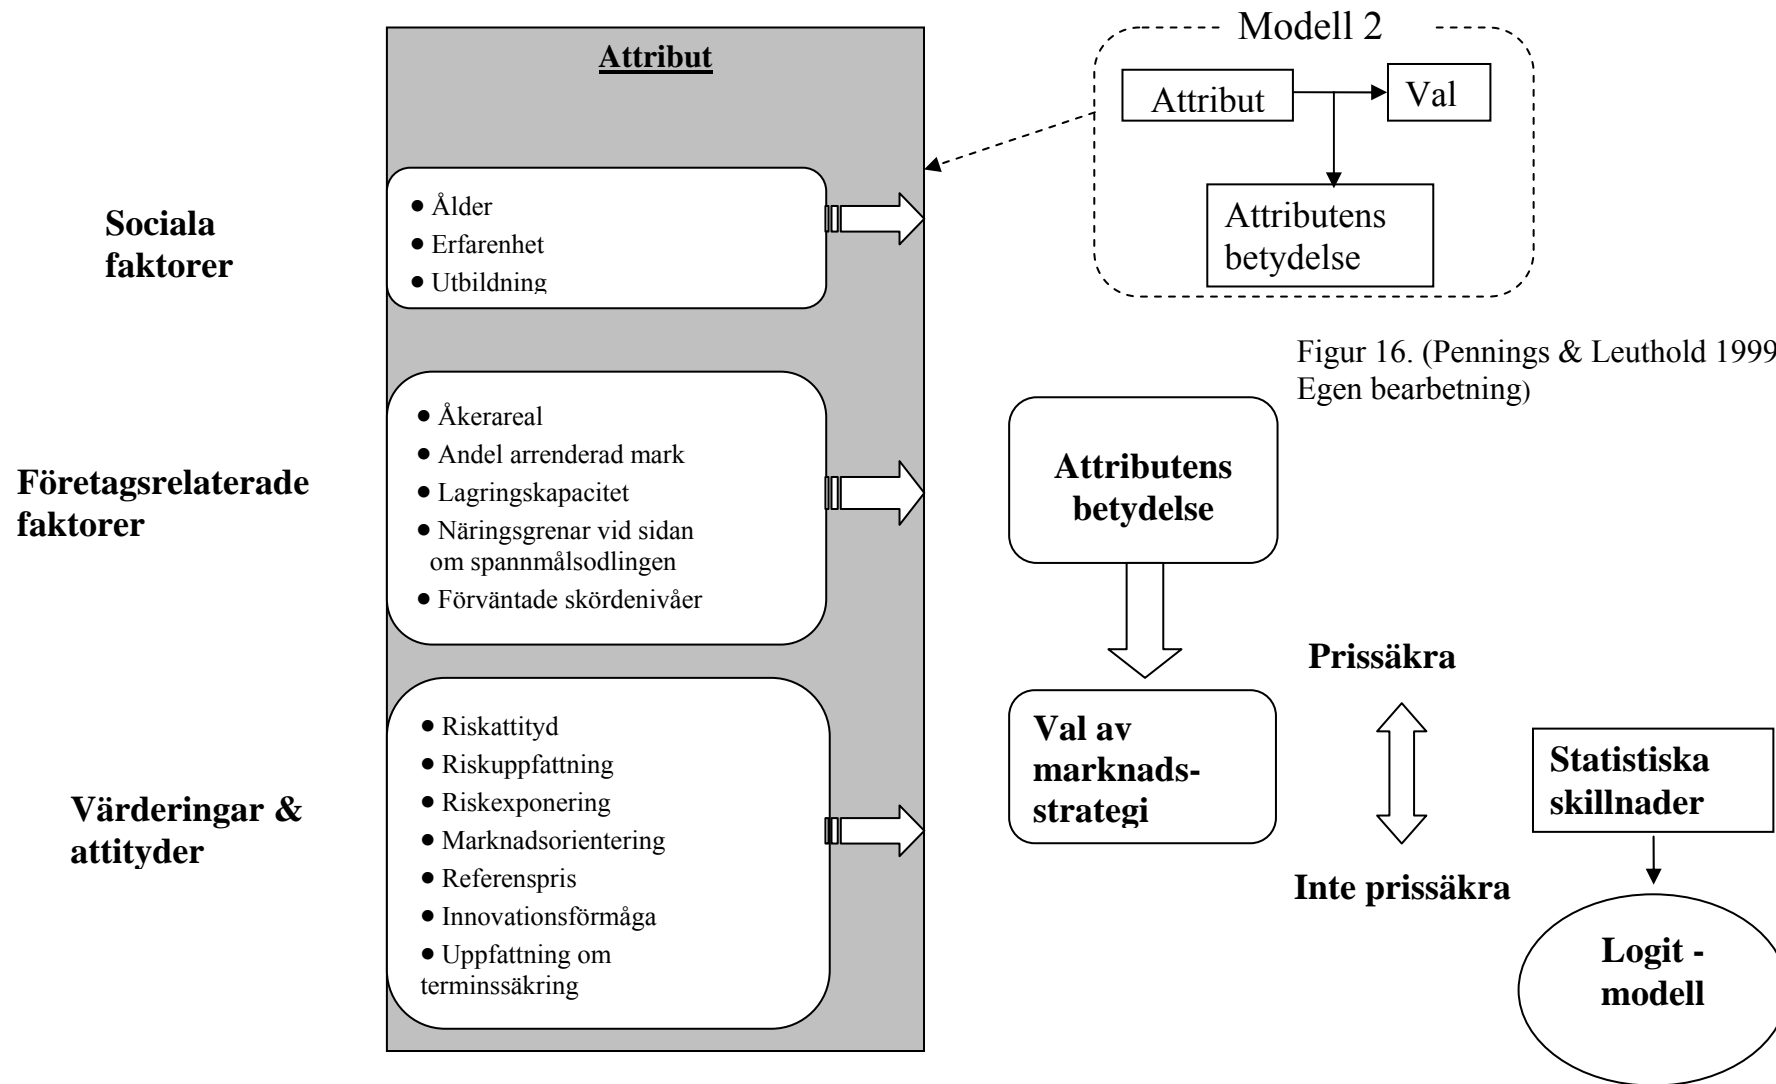 Attribut
Modell 2
Attribut
Val
Attributens
betydelse
Sociala
faktorer
• Ålder
• Erfarenhet
• Utbildning
Figur 16. (Pennings & Leuthold 1999
Egen bearbetning)
Företagsrelaterade
faktorer
• Åkerareal
• Andel arrenderad mark
• Lagringskapacitet
• Näringsgrenar vid sidan
om spannmålsodlingen
• Förväntade skördenivåer
Attributens
betydelse
Värderingar &
attityder
• Riskattityd
• Riskuppfattning
• Riskexponering
• Marknadsorientering
• Referenspris
• Innovationsförmåga
• Uppfattning om
terminssäkring
Val av
marknads-
strategi
Prissäkra
Inte prissäkra
Statistiska
skillnader
Logit -
modell